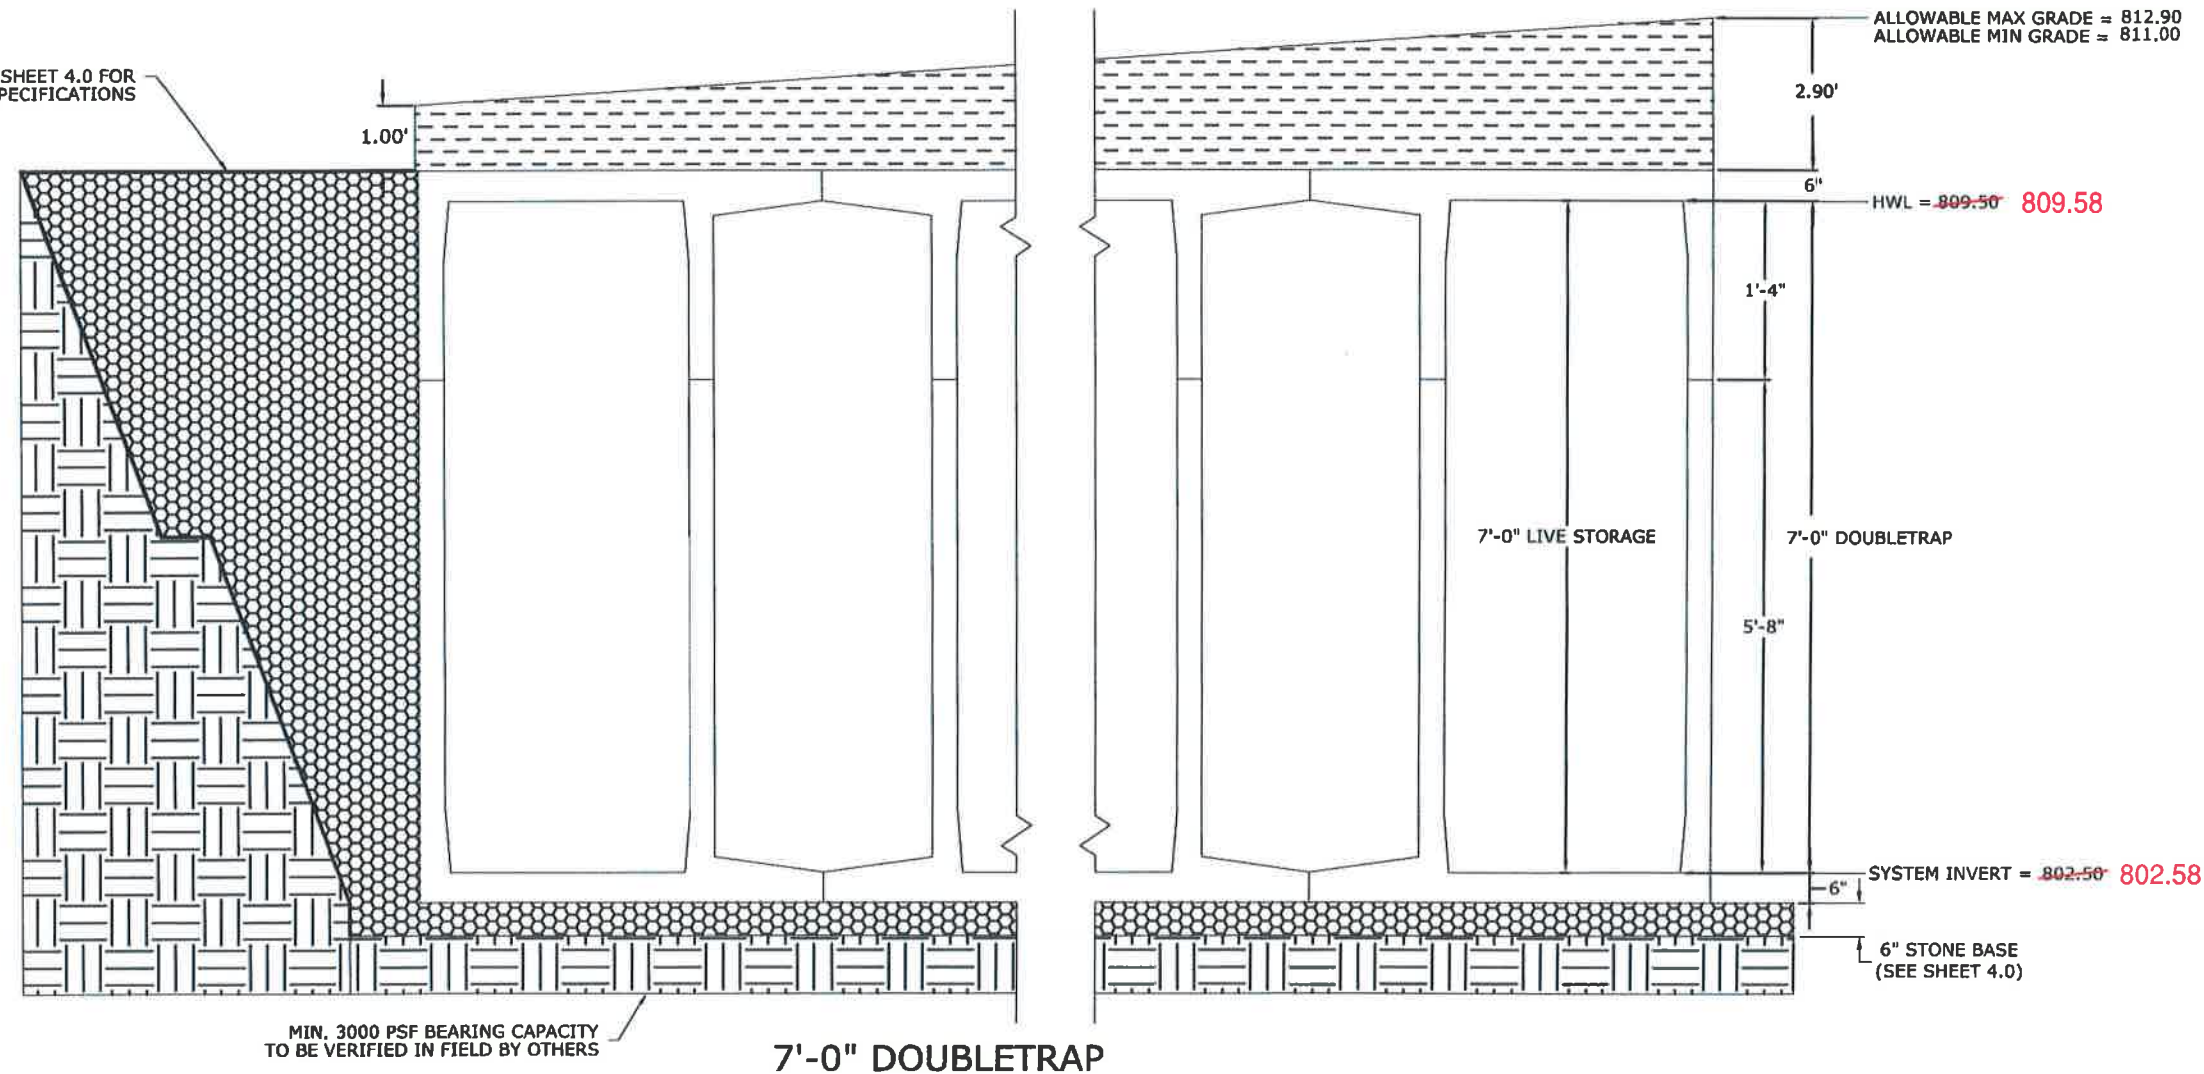 ALLOWABLE MAX GRADE = 812.90
ALLOWABLE MIN GRADE = 811.00
SHEET 4.0 FOR
PECIFICATIONS
1.00'
2.90'
6"
HWL = 809.50 809.58
1'-4"
7'-0" LIVE STORAGE
7'-0" DOUBLETRAP
5'-8"
SYSTEM INVERT = 802.50 802.58
6"
6" STONE BASE
(SEE SHEET 4.0)
MIN. 3000 PSF BEARING CAPACITY
TO BE VERIFIED IN FIELD BY OTHERS
7'-0" DOUBLETRAP